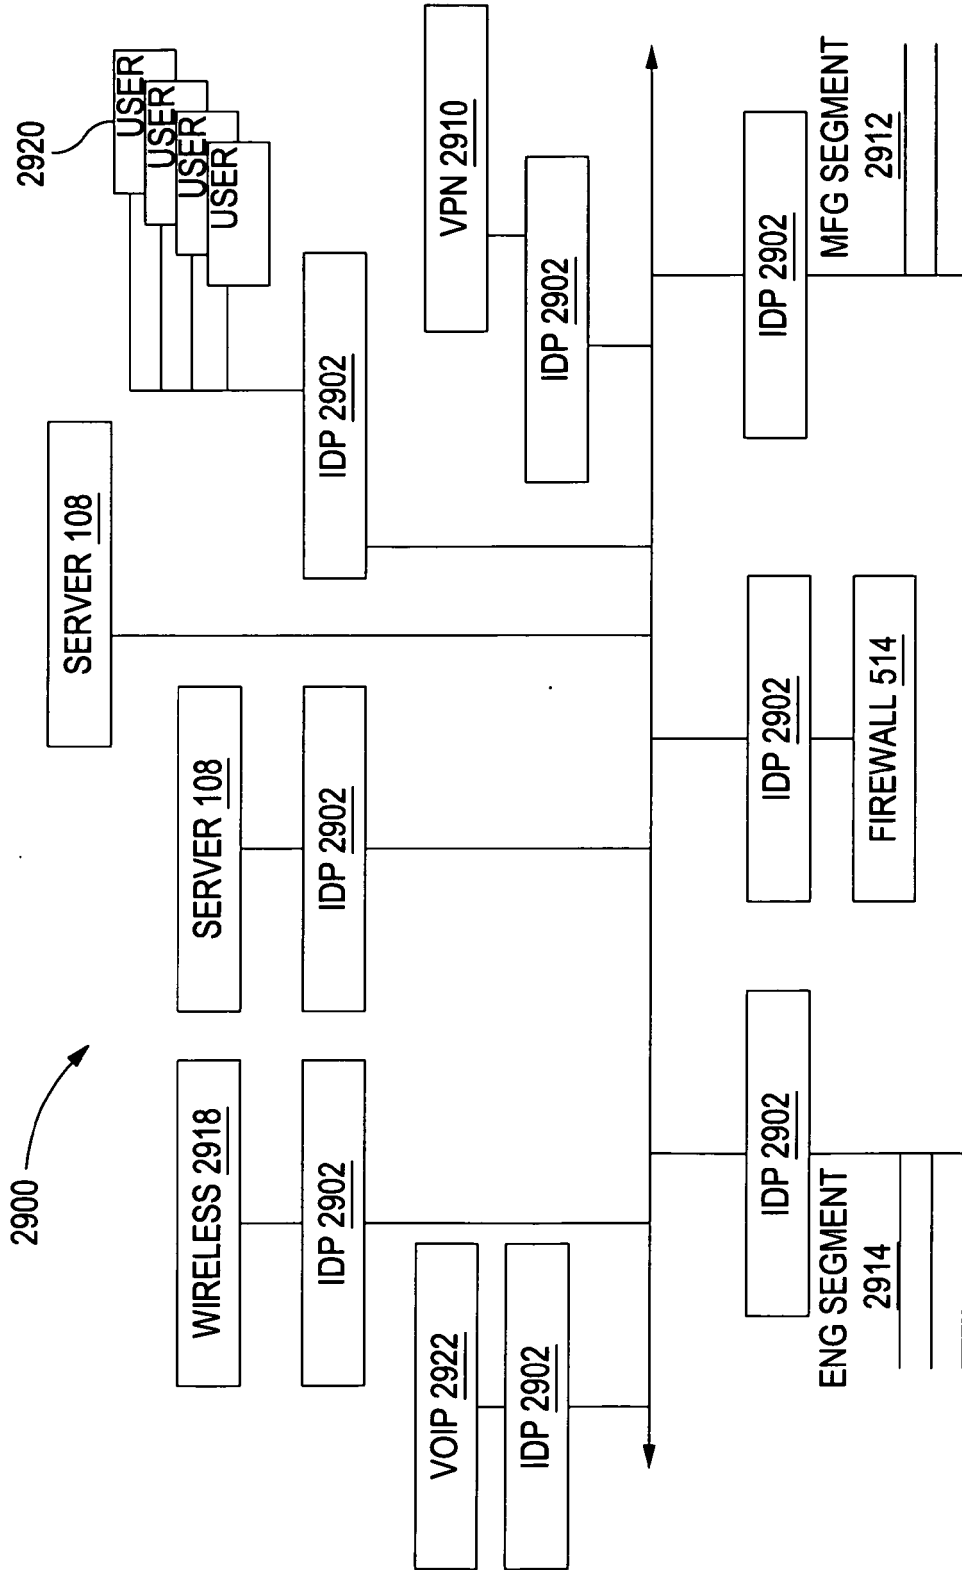 2900
2920
SERVER 108
USER
USER
USER
USER
WIRELESS 2918
SERVER 108
IDP 2902
IDP 2902
IDP 2902
VOIP 2922
VPN 2910
IDP 2902
IDP 2902
IDP 2902
IDP 2902
IDP 2902
ENG SEGMENT
2914
FIREWALL 514
MFG SEGMENT
2912